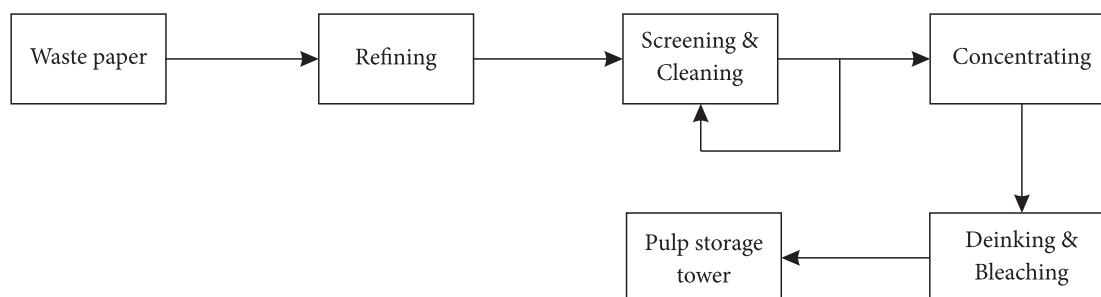 Waste paper
Refining
Screening &
Cleaning
Concentrating
Deinking &
Bleaching
Pulp storage
tower